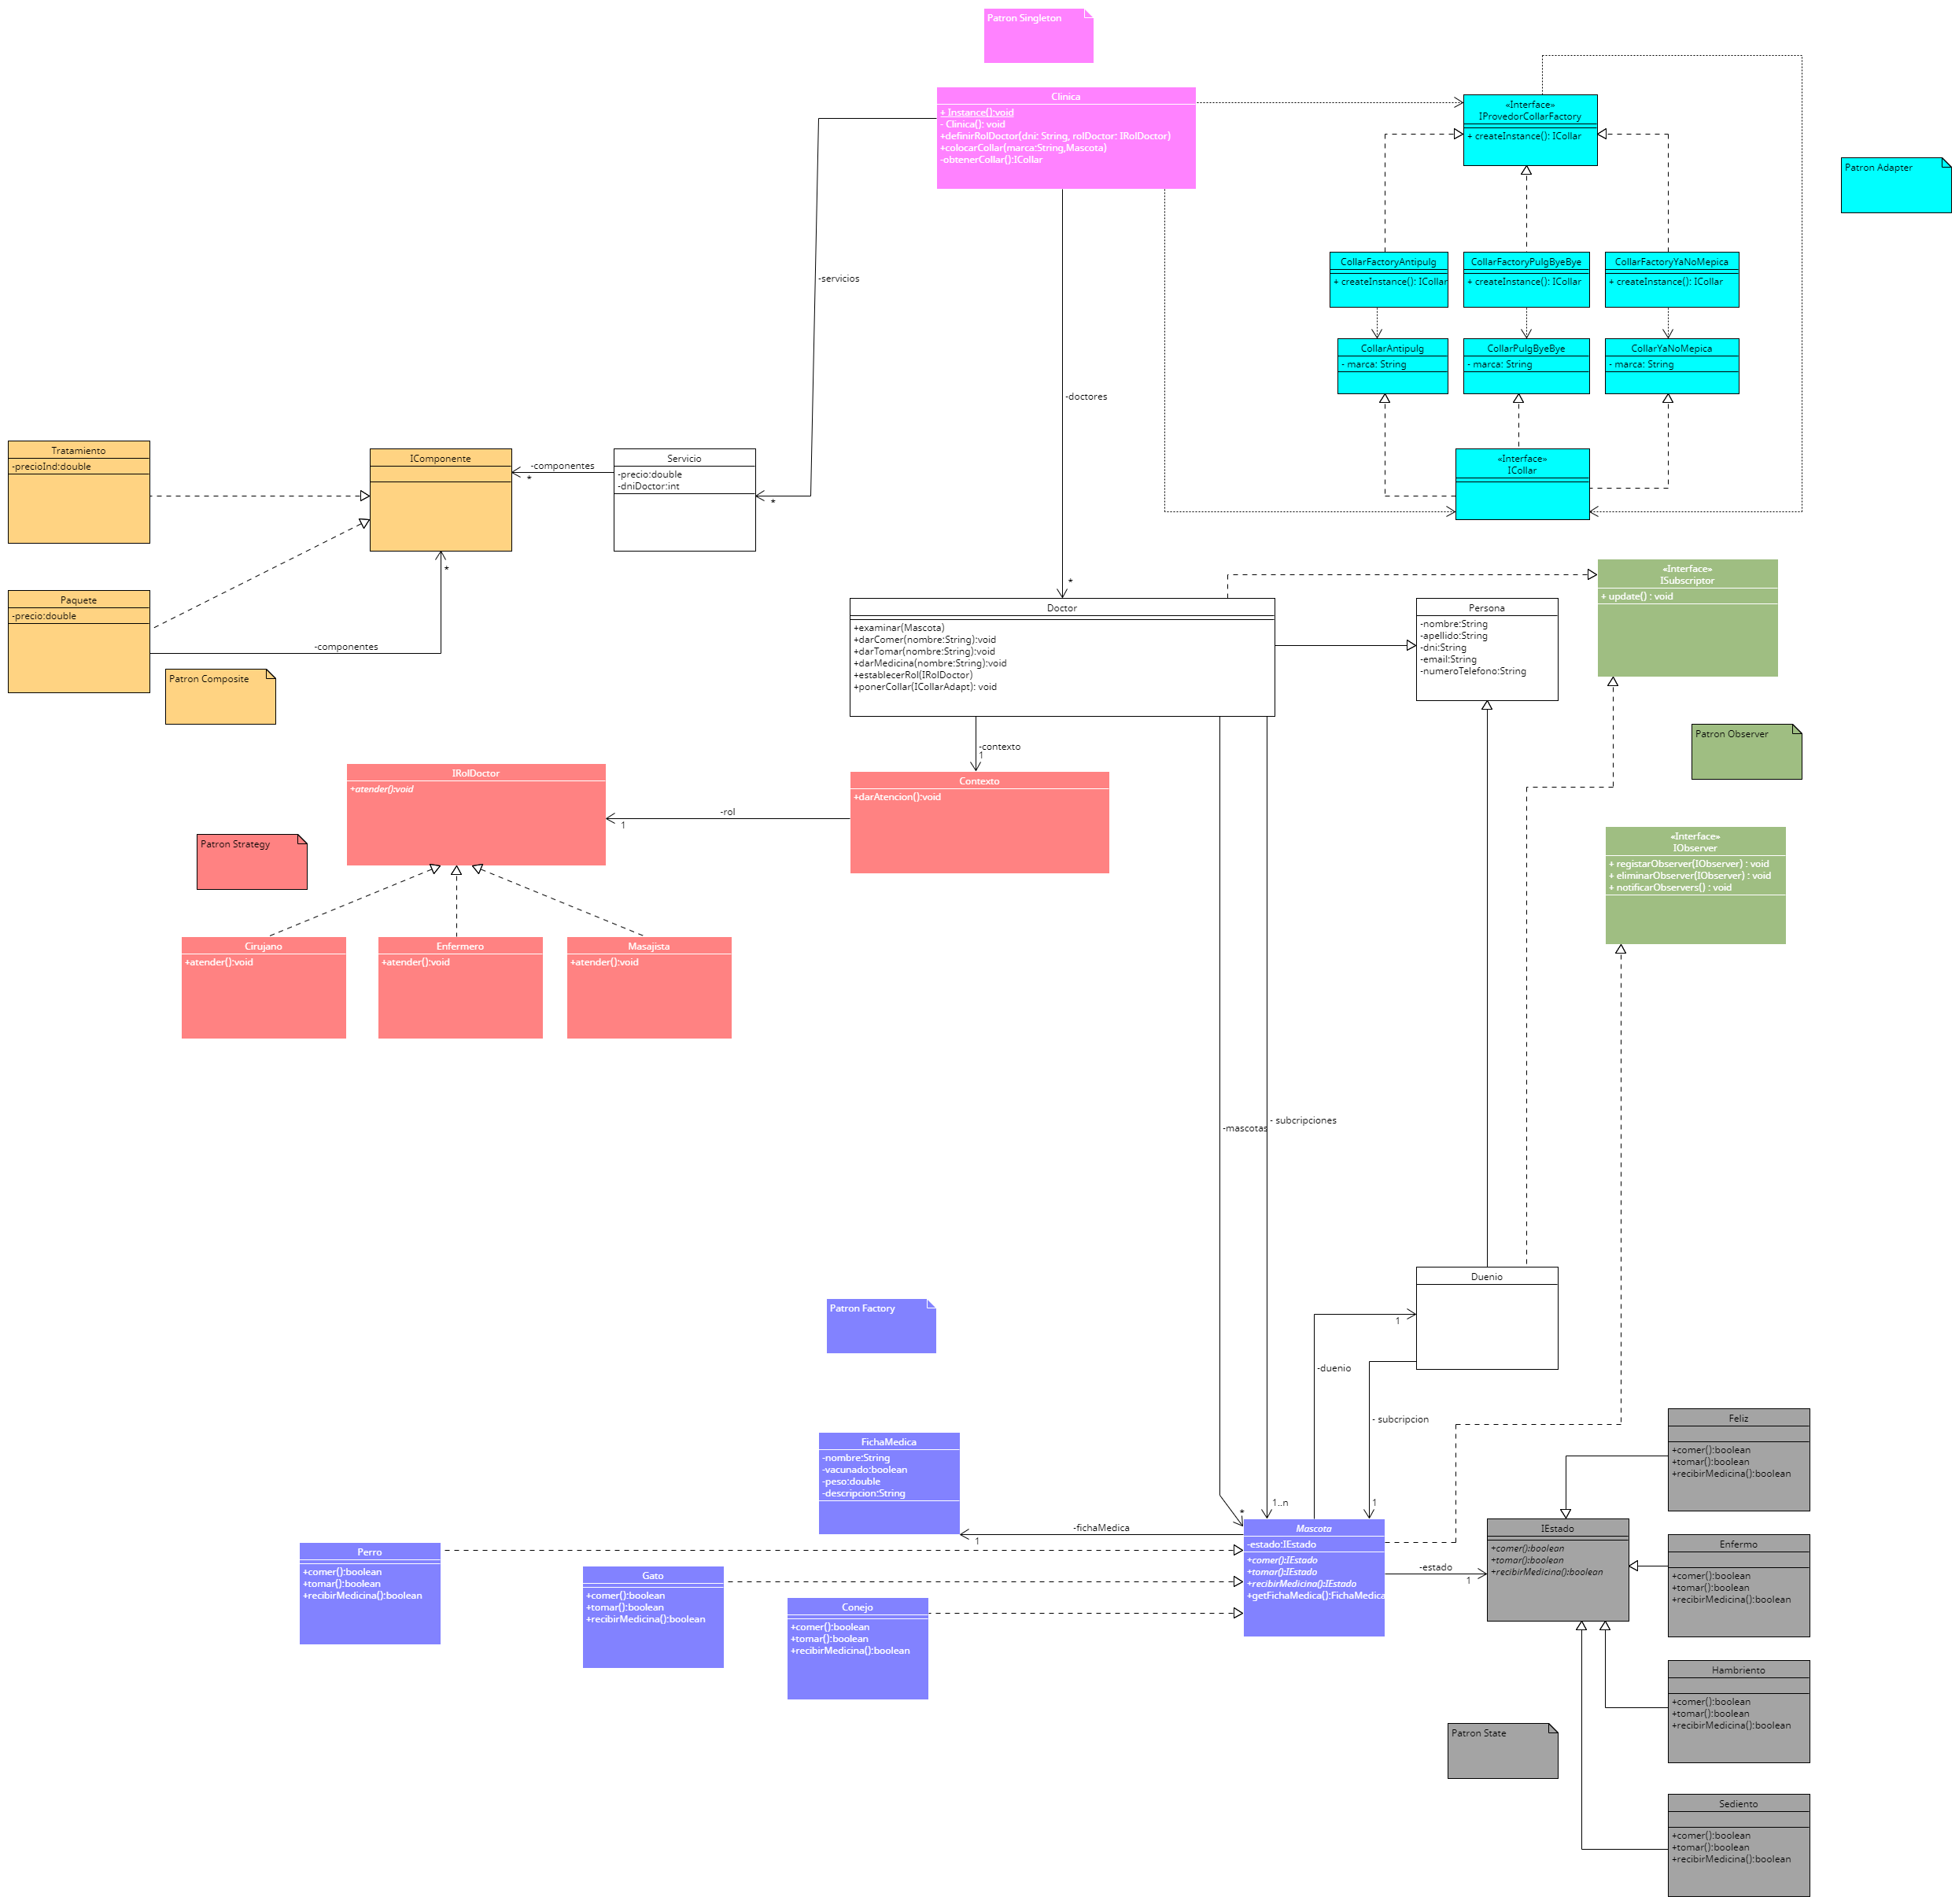 Patron Singleton
Clinica
+ Instance():void
- Clinica(): void
+definirRolDoctor(dni: String, rolDoctor: IRolDoctor)
+colocarCollar(marca:String,Mascota)
-obtenerCollar():ICollar
«Interface»
IProvedorCollarFactory
+ createInstance(): ICollar
Patron Adapter
CollarFactoryAntipulg
+ createInstance(): ICollar
CollarFactoryPulgByeBye
+ createInstance(): ICollar
CollarFactoryYaNoMepica
+ createInstance(): ICollar
-servicios
CollarAntipulg
- marca: String
CollarPulgByeBye
- marca: String
CollarYaNoMepica
- marca: String
-doctores
*
Tratamiento
-precioInd:double
IComponente
-componentes
*
Servicio
-precio:double
-dniDoctor:int
*
«Interface»
ICollar
Paquete
-precio:double
*
-componentes
Patron Composite
Doctor
+examinar(Mascota)
+darComer(nombre:String):void
+darTomar(nombre:String):void
+darMedicina(nombre:String):void
+establecerRol(IRolDoctor)
+ponerCollar(ICollarAdapt): void
Persona
-nombre:String
-apellido:String
-dni:String
-email:String
-numeroTelefono:String
«Interface»
ISubscriptor
+ update() : void
Patron Observer
-contexto
1
IRolDoctor
+atender():void
-rol
1
Contexto
+darAtencion():void
Patron Strategy
«Interface»
IObserver
+ registarObserver(IObserver) : void
+ eliminarObserver(IObserver) : void
+ notificarObservers() : void
Cirujano
+atender():void
Enfermero
+atender():void
Masajista
+atender():void
-mascotas
*
- subcripciones
1..n
Duenio
1
-duenio
- subcripcion
1
Patron Factory
FichaMedica
-nombre:String
-vacunado:boolean
-peso:double
-descripcion:String
-fichaMedica
1
Feliz
+comer():boolean
+tomar():boolean
+recibirMedicina():boolean
Perro
+comer():boolean
+tomar():boolean
+recibirMedicina():boolean
Gato
+comer():boolean
+tomar():boolean
+recibirMedicina():boolean
Conejo
+comer():boolean
+tomar():boolean
+recibirMedicina():boolean
Mascota
-estado:IEstado
+comer():IEstado
+tomar():IEstado
+recibirMedicina():IEstado
+getFichaMedica():FichaMedica
-estado
1
IEstado
+comer():boolean
+tomar():boolean
+recibirMedicina():boolean
Enfermo
+comer():boolean
+tomar():boolean
+recibirMedicina():boolean
Hambriento
+comer():boolean
+tomar():boolean
+recibirMedicina():boolean
Patron State
Sediento
+comer():boolean
+tomar():boolean
+recibirMedicina():boolean